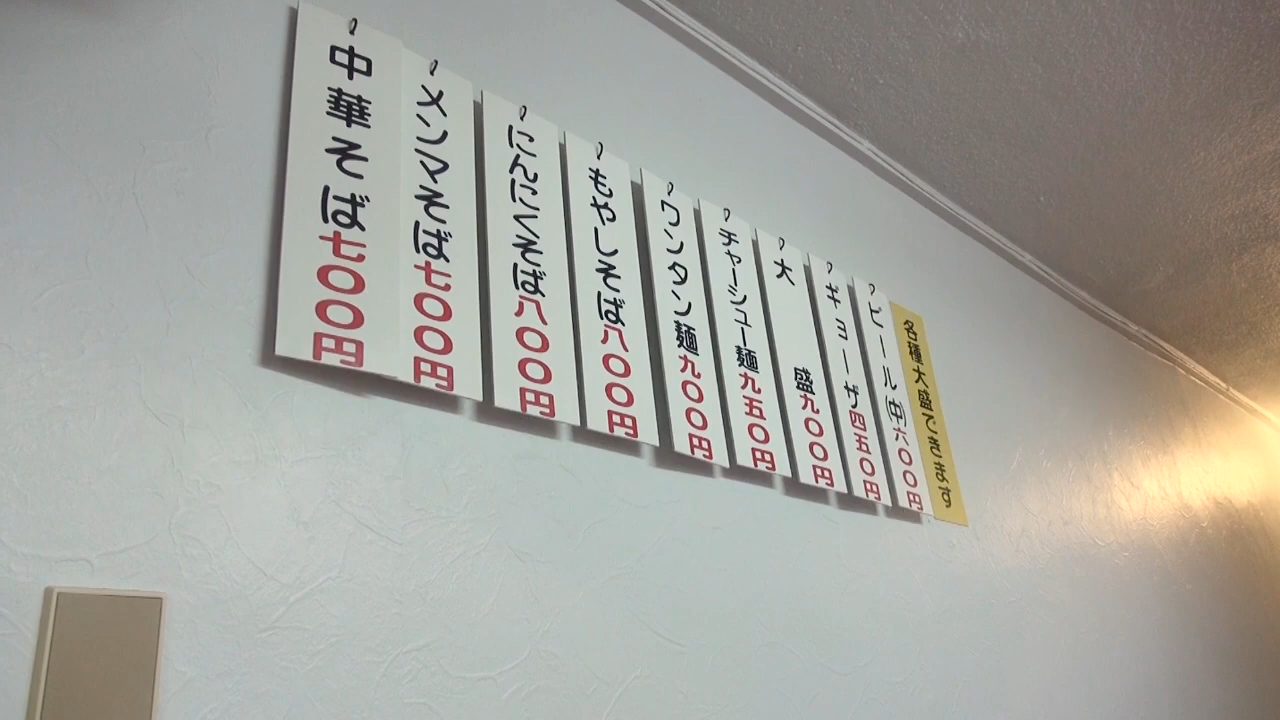 中華そば七〇〇円
メンマそば七〇〇円
にんにくそば八〇〇円
もやしそば八〇〇円
ワンタン麺九〇〇円
チャーシュー麺九五〇円
大盛九〇〇円
ギョーザ四五〇円
ビール(中)六〇〇円
各種大盛できます